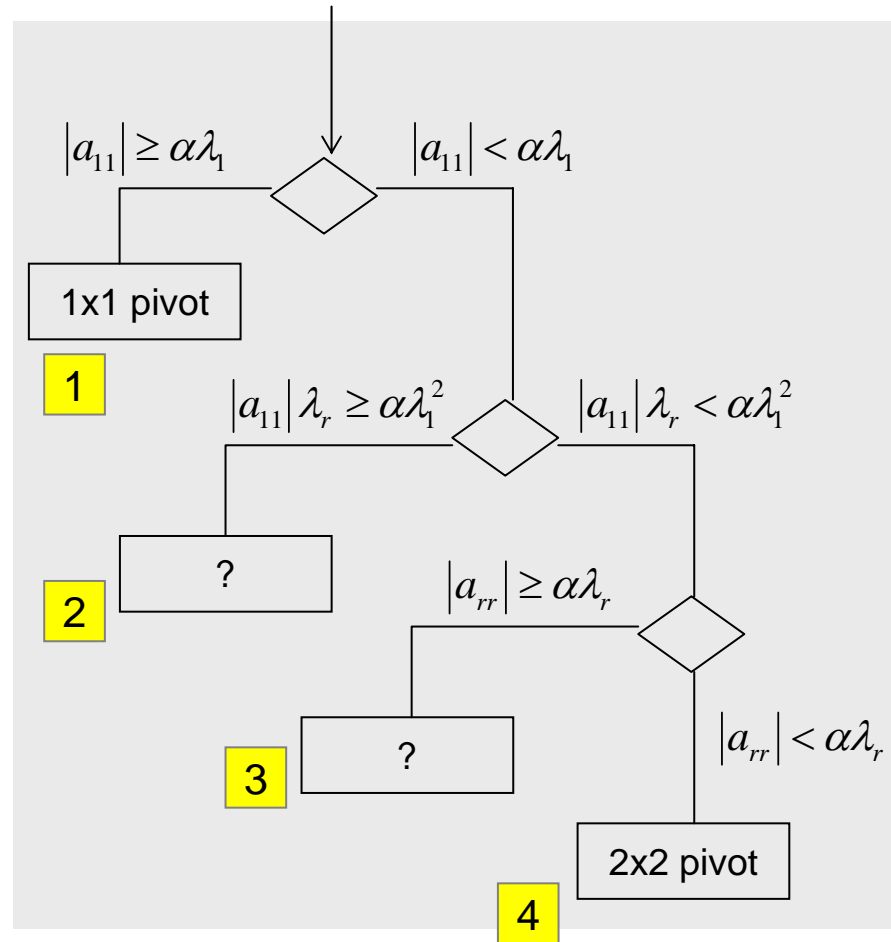 |a₁₁| ≥ αλ₁
|a₁₁| < αλ₁
1x1 pivot
1
|a₁₁| λᵣ ≥ αλ₁²
|a₁₁| λᵣ < αλ₁²
?
2
|aᵣᵣ| ≥ αλᵣ
?
3
|aᵣᵣ| < αλᵣ
2x2 pivot
4